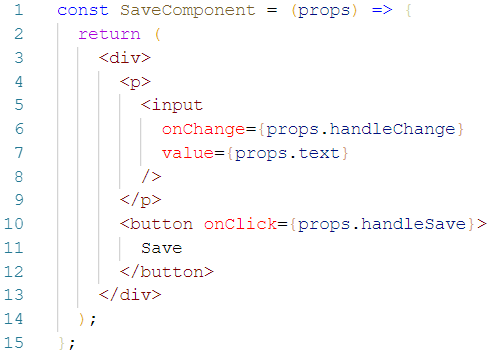 1 const SaveComponent = (props) => {
2 return (
3 <div>
4 <p>
5 <input
6 onChange={props.handleChange}
7 value={props.text}
8 />
9 </p>
10 <button onClick={props.handleSave}>
11 Save
12 </button>
13 </div>
14 );
15 };